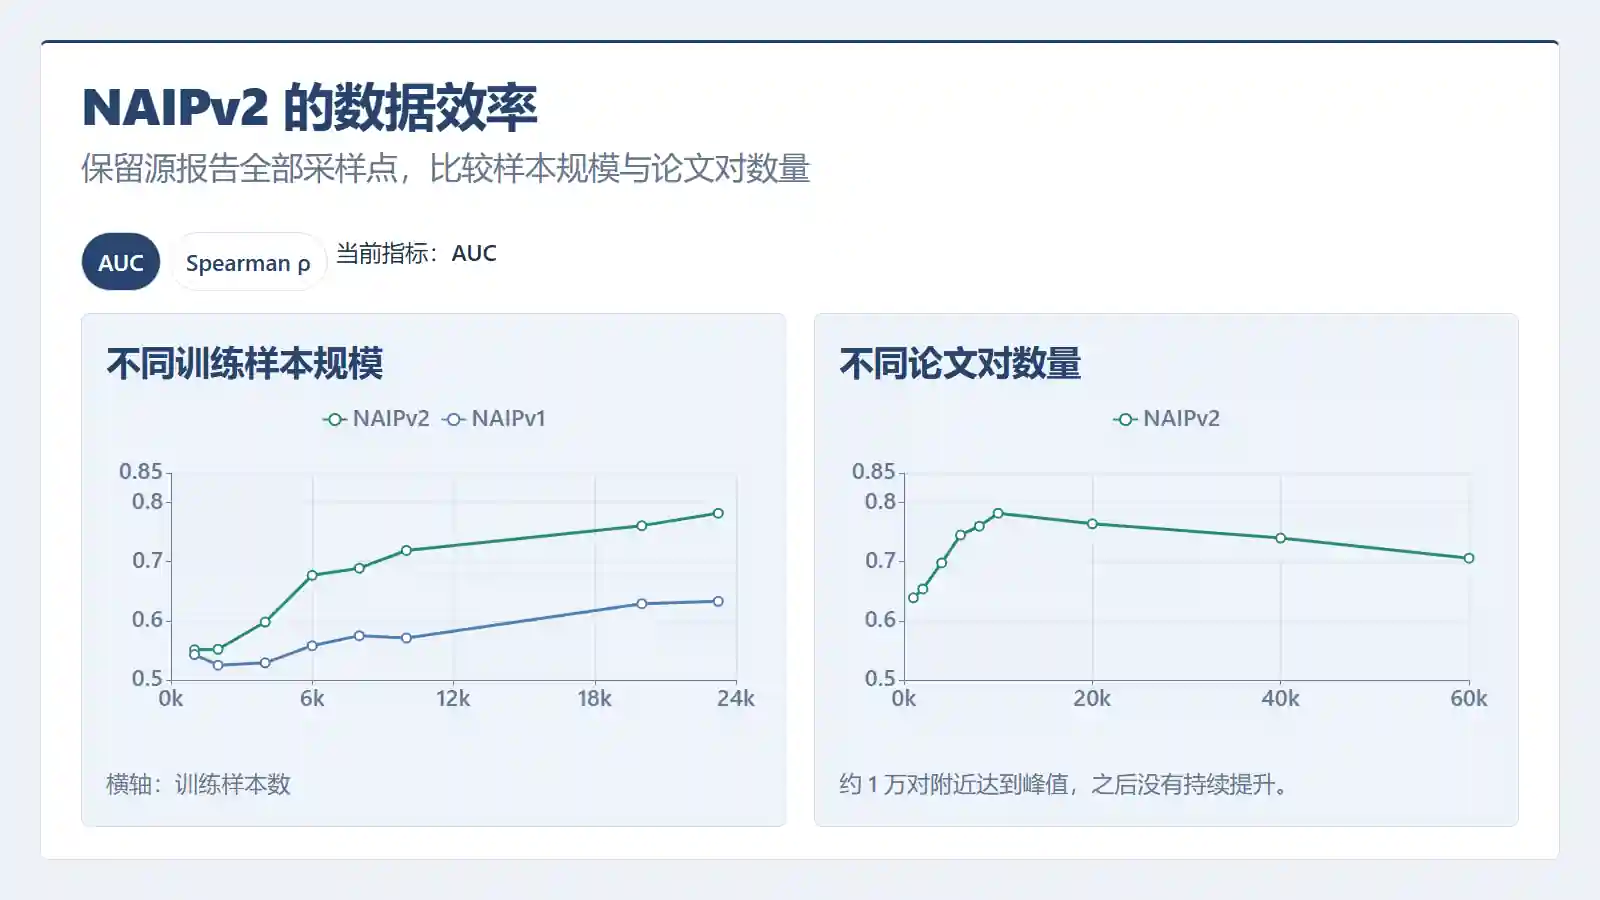 NAIPv2 的数据效率
保留源报告全部采样点，比较样本规模与论文对数量
AUC
Spearman ρ
当前指标：AUC
不同训练样本规模
NAIPv2
NAIPv1
0.85
0.8
0.7
0.6
0.5
0k
6k
12k
18k
24k
横轴：训练样本数
不同论文对数量
NAIPv2
0.85
0.8
0.7
0.6
0.5
0k
20k
40k
60k
约 1 万对附近达到峰值，之后没有持续提升。